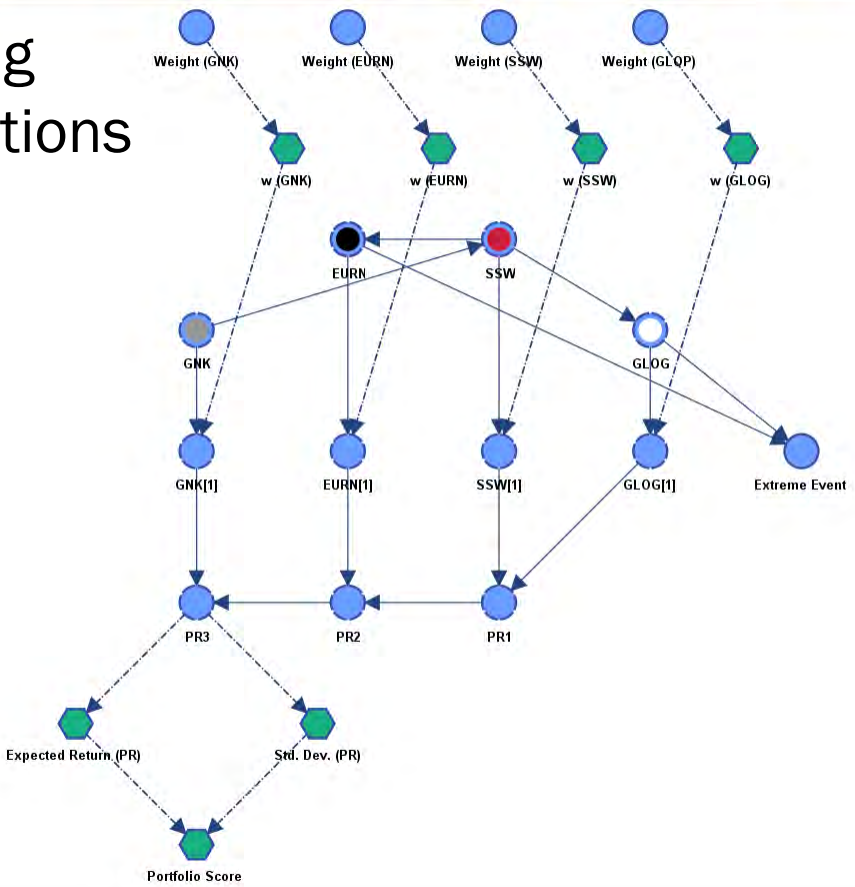 g
tions
Weight (GNK) Weight (EURN) Weight (SSW) Weight (GLOP)
w (GNK) w (EURN) w (SSW) w (GLOG)
EURN SSW
GNK GLOG
GNK[1] EURN[1] SSW[1] GLOG[1] Extreme Event
PR3 PR2 PR1
Expected Return (PR) Std. Dev. (PR)
Portfolio Score